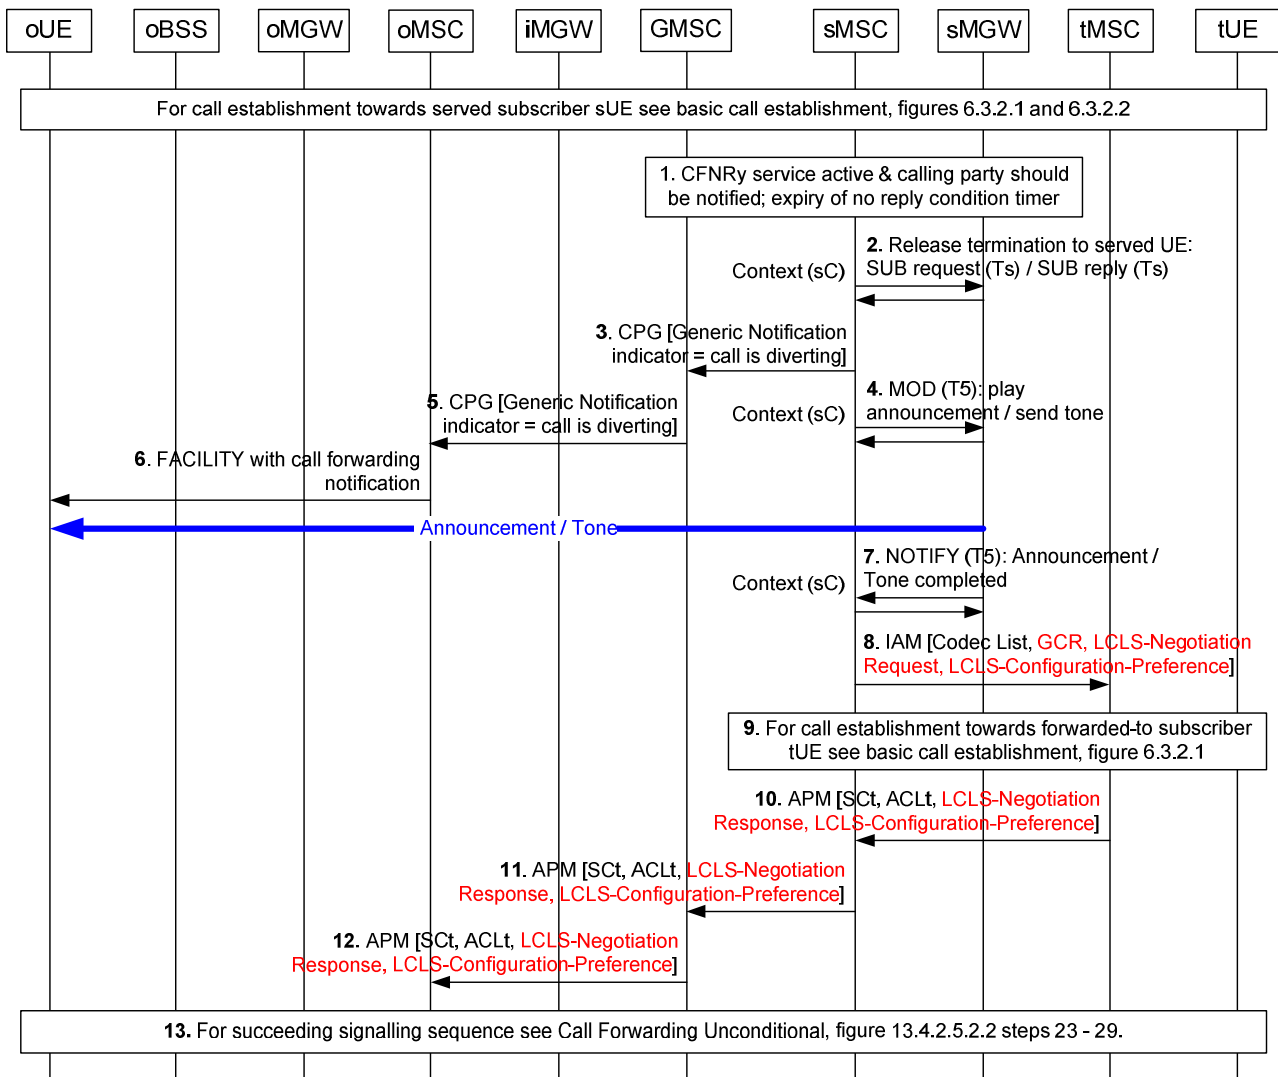 oUE oBSS oMGW oMSC iMGW GMSC sMSC sMGW tMSC tUE
For call establishment towards served subscriber sUE see basic call establishment, figures 6.3.2.1 and 6.3.2.2
1. CFNRy service active & calling party should
be notified; expiry of no reply condition timer
2. Release termination to served UE:
SUB request (Ts) / SUB reply (Ts)
Context (sC)
3. CPG [Generic Notification
indicator = call is diverting]
4. MOD (T5): play
announcement / send tone
Context (sC)
5. CPG [Generic Notification
indicator = call is diverting]
6. FACILITY with call forwarding
notification
Announcement / Tone
7. NOTIFY (T5): Announcement /
Tone completed
Context (sC)
8. IAM [Codec List, GCR, LCLS-Negotiation
Request, LCLS-Configuration-Preference]
9. For call establishment towards forwarded-to subscriber
tUE see basic call establishment, figure 6.3.2.1
10. APM [SCt, ACLt, LCLS-Negotiation
Response, LCLS-Configuration-Preference]
11. APM [SCt, ACLt, LCLS-Negotiation
Response, LCLS-Configuration-Preference]
12. APM [SCt, ACLt, LCLS-Negotiation
Response, LCLS-Configuration-Preference]
13. For succeeding signalling sequence see Call Forwarding Unconditional, figure 13.4.2.5.2.2 steps 23 - 29.